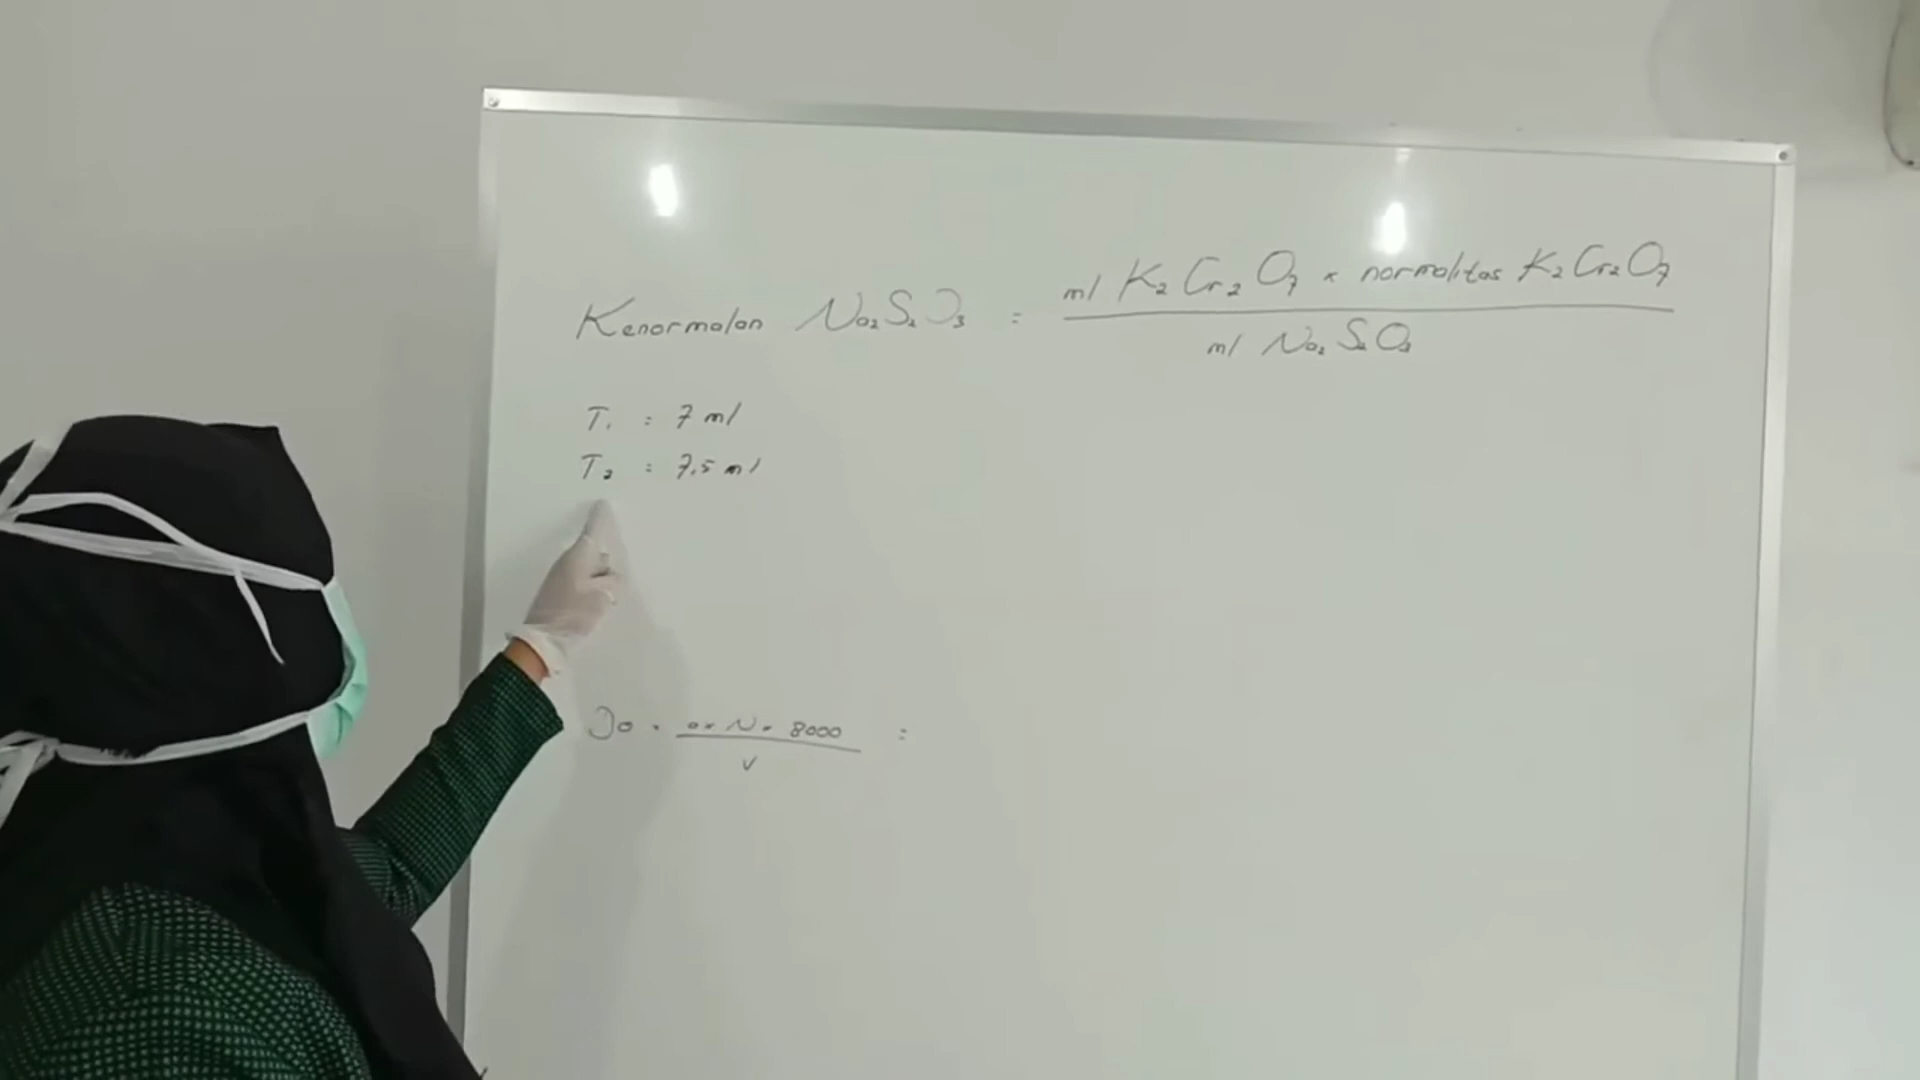 Kenormalan Na₂S₂O₃ = ml K₂Cr₂O₇ x normalitas K₂Cr₂O₇ / ml Na₂S₂O₃
T₁ = 7 ml
T₂ = 7,5 ml
DO = a x N x 8000 / V =